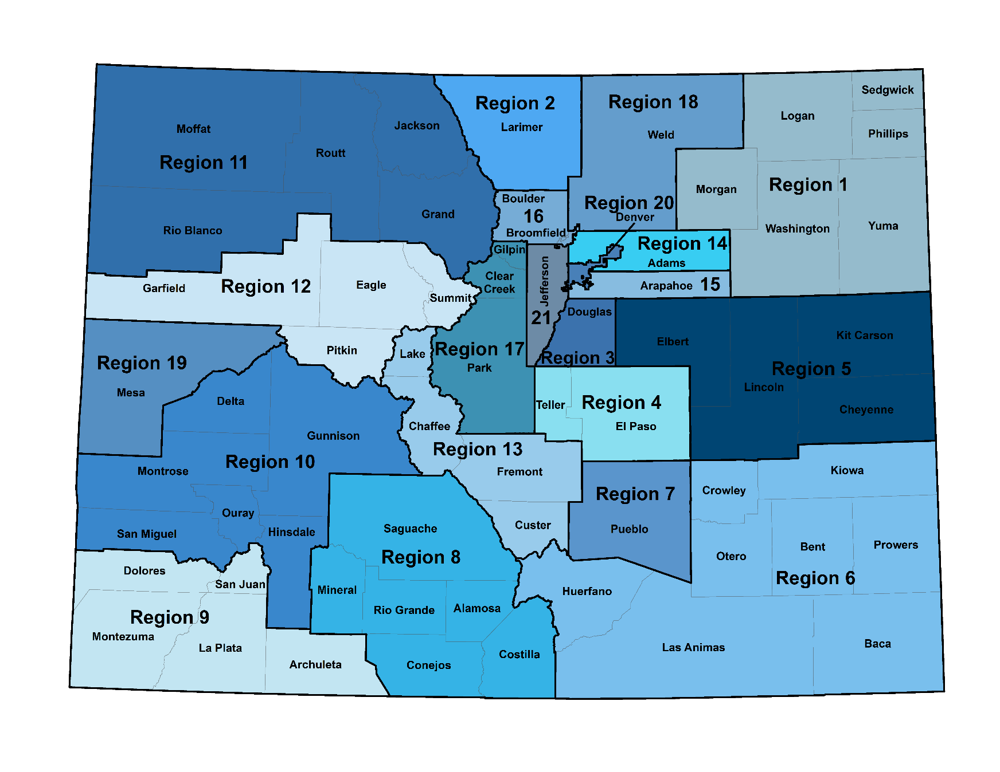 Sedgwick
Region 2
Region 18
Logan
Jackson
Larimer
Moffat
Weld
Phillips
Routt
Region 11
Region 1
Morgan
Boulder
Region 20
Grand
16
Denver
Rio Blanco
Broomfield
Washington
Yuma
Gilpin
Region 14
Adams
Clear
Creek
Jefferson
Garfield
Region 12
Eagle
Summit
Arapahoe
15
21
Douglas
Elbert
Kit Carson
Pitkin
Lake
Region 17
Region 3
Region 19
Park
Region 5
Mesa
Lincoln
Delta
Teller
Region 4
Cheyenne
Chaffee
El Paso
Gunnison
Region 13
Region 10
Montrose
Fremont
Kiowa
Region 7
Crowley
Ouray
San Miguel
Hinsdale
Saguache
Custer
Pueblo
Prowers
Bent
Region 8
Otero
Dolores
San Juan
Region 6
Mineral
Huerfano
Region 9
Rio Grande
Alamosa
Montezuma
La Plata
Archuleta
Conejos
Costilla
Las Animas
Baca